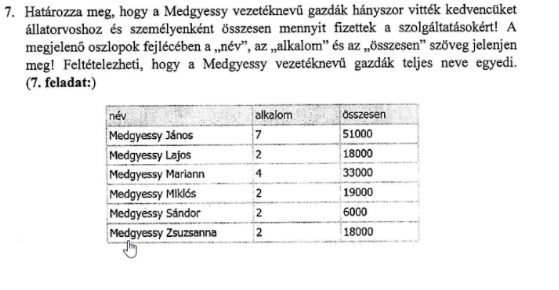 7. Határozza meg, hogy a Medgyessy vezetéknevű gazdák hányszor vitték kedvencüket
állatorvoshoz és személyenként összesen mennyit fizettek a szolgáltatásokért! A
megjelenő oszlopok fejlécében a „név”, az „alkalom” és az „összesen” szöveg jelenjen
meg! Feltételezheti, hogy a Medgyessy vezetéknevű gazdák teljes neve egyedi.
(7. feladat:)
név alkalom összesen
Medgyessy János 7 51000
Medgyessy Lajos 2 18000
Medgyessy Mariann 4 33000
Medgyessy Miklós 2 19000
Medgyessy Sándor 2 6000
Medgyessy Zsuzsanna 2 18000